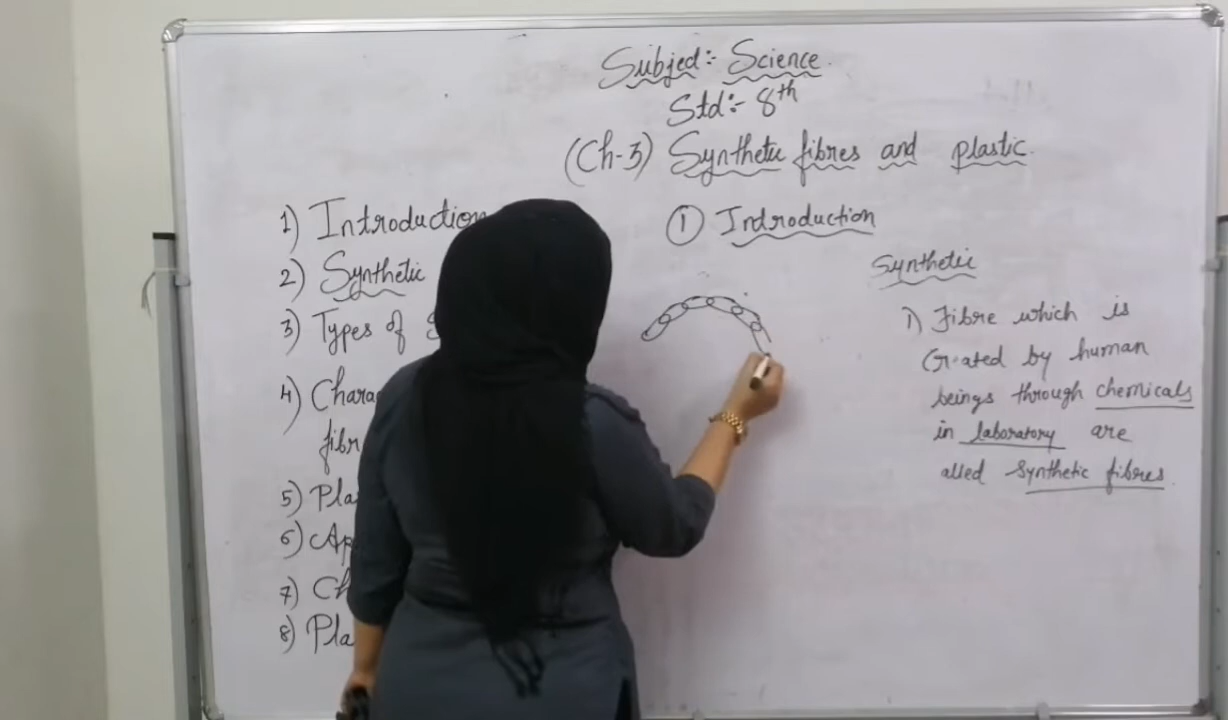 Subjed:- Science.
Std:- 8th
(Ch-3) Synthetic fibres and plastic.
1) Introduction
2) Synthetic
3) Types of
4) Chara
fibr
5) Pla
6) Ap
7) Ch
8) Pla
① Introduction
Synthetic
1) Fibre which is
Created by human
beings through chemicals
in laboratory are
alled Synthetic fibres.